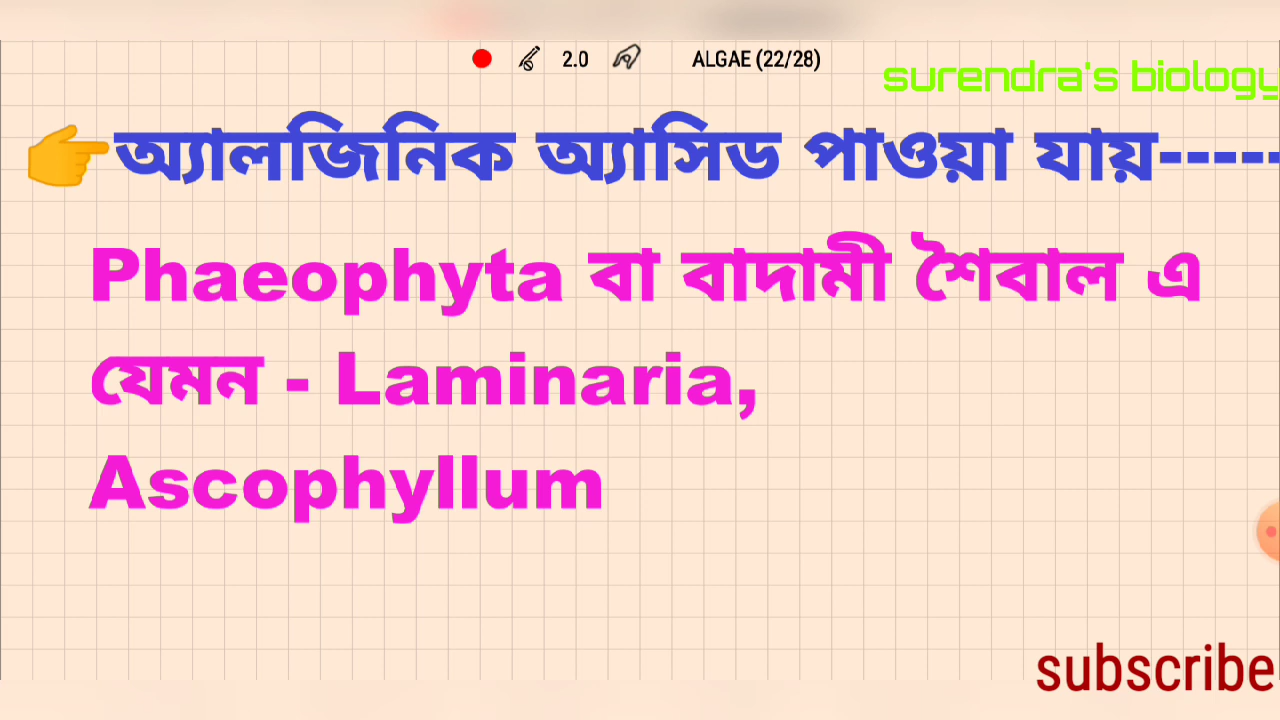 2.0 ALGAE (22/28)
surendra's biology
👉অ্যালজিনিক অ্যাসিড পাওয়া যায়-----
Phaeophyta বা বাদামী শৈবাল এ
যেমন - Laminaria,
Ascophyllum
subscribe